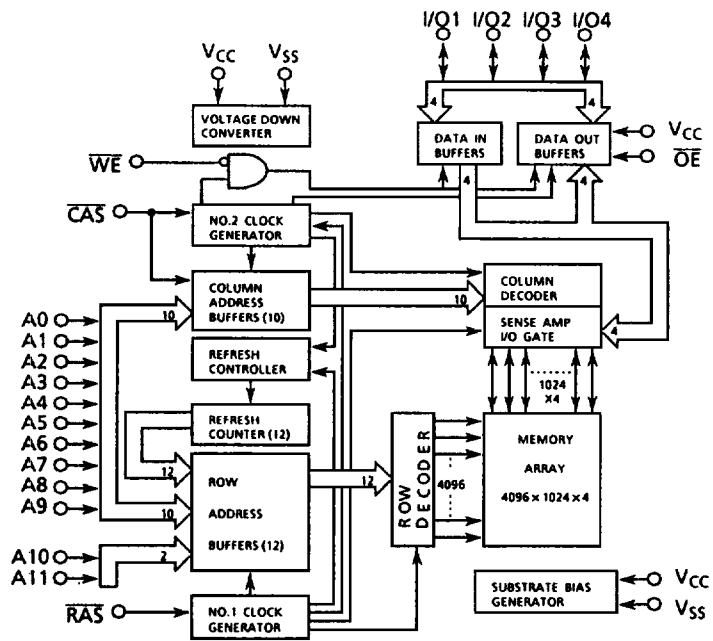 I/O1 I/O2 I/O3 I/O4
VCC VSS
4 4
VOLTAGE DOWN
CONVERTER
DATA IN
BUFFERS
DATA OUT
BUFFERS
VCC
OE
WE
4 4
CAS
NO.2 CLOCK
GENERATOR
COLUMN
ADDRESS
BUFFERS (10)
10
10
COLUMN
DECODER
SENSE AMP
I/O GATE
4
A0
A1
A2
A3
A4
A5
A6
A7
A8
A9
REFRESH
CONTROLLER
REFRESH
COUNTER (12)
1024
×4
12
10
2
ROW
ADDRESS
BUFFERS (12)
12
ROW
DECODER
4096
MEMORY
ARRAY
4096 × 1024 × 4
A10
A11
RAS
NO.1 CLOCK
GENERATOR
SUBSTRATE BIAS
GENERATOR
VCC
VSS